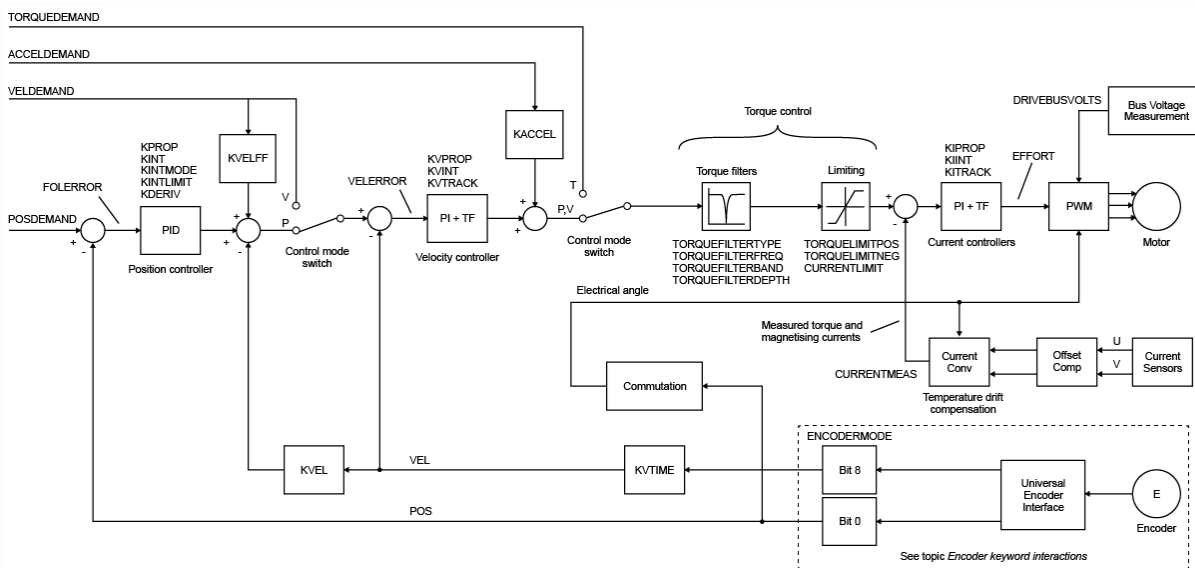 TORQUEDEMAND
ACCELDEMAND
VELDEMAND
DRIVEBUSVOLTS
Bus Voltage
Measurement
Torque control
KACCEL
KVELFF
KPROP
KINT
KINTMODE
KINTLIMIT
KDERIV
KVPROP
KVINT
KVTRACK
KIPROP
KIINT
KITRACK
EFFORT
FOLERROR
VELERROR
Torque filters
Limiting
POSDEMAND
+
-
PID
+
+
-
V
P
+
-
PI + TF
+
+
T
P,V
+
-
PI + TF
PWM
Position controller
Control mode
switch
Velocity controller
Control mode
switch
TORQUEFILTERTYPE
TORQUEFILTERFREQ
TORQUEFILTERBAND
TORQUEFILTERDEPTH
TORQUELIMITPOS
TORQUELIMITNEG
CURRENTLIMIT
Current controllers
Motor
Electrical angle
Measured torque and
magnetising currents
CURRENTMEAS
Current
Conv
Offset
Comp
U
V
Current
Sensors
Temperature drift
compensation
Commutation
ENCODERMODE
KVEL
VEL
KVTIME
Bit 8
Universal
Encoder
Interface
E
Encoder
POS
Bit 0
See topic Encoder keyword interactions